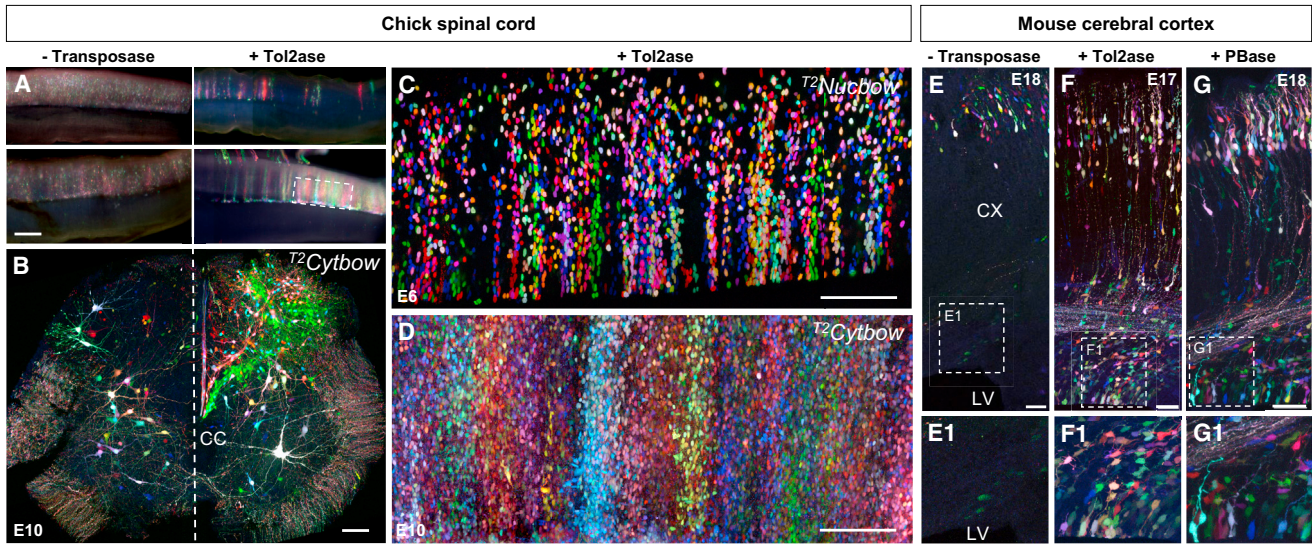 Chick spinal cord
Mouse cerebral cortex
- Transposase
+ Tol2ase
+ Tol2ase
- Transposase
+ Tol2ase
+ PBase
A
B
T2Cytbow
CC
E10
C
T2Nucbow
E6
D
T2Cytbow
E10
E
E18
CX
E1
LV
F
E17
F1
G
E18
G1
E1
LV
F1
G1